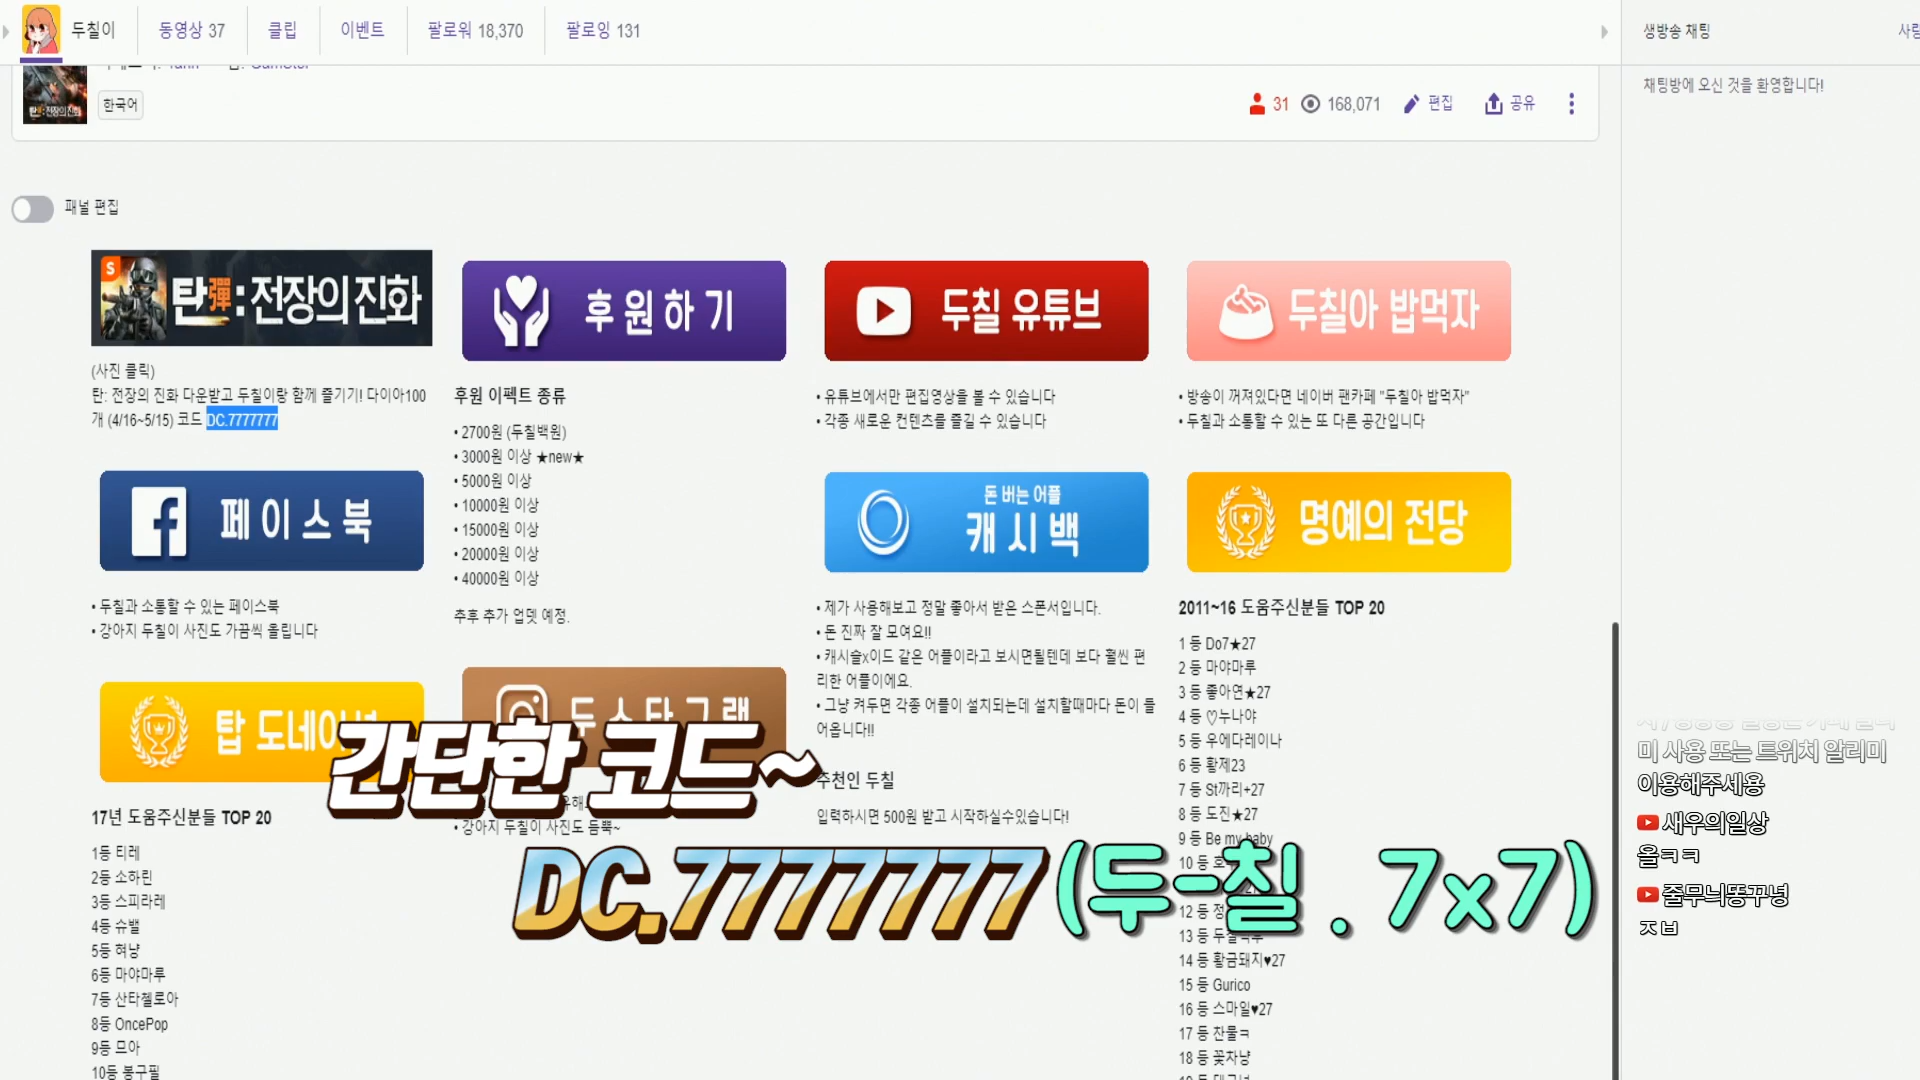 두칠이
동영상 37
클립
이벤트
팔로워 18,370
팔로잉 131
생방송 채팅
탄:전장의진화
한국어
31
168,071
편집
공유
채팅방에 오신 것을 환영합니다!
패널 편집
S
탄彈:전장의 진화
(사진 클릭)
탄: 전장의 진화 다운받고 두칠이랑 함께 즐기기! 다이아100
개 (4/16~5/15) 코드 DC.7777777
페이스북
• 두칠과 소통할 수 있는 페이스북
• 강아지 두칠이 사진도 가끔씩 올립니다
17년 도움주신분들 TOP 20
1등 티레
2등 소하린
3등 스피라레
4등 슈밸
5등 혀냥
6등 마야마루
7등 산타첼로아
8등 OncePop
9등 므아
10등 봉구필
후원하기
후원 이펙트 종류
• 2700원 (두칠백원)
• 3000원 이상 ★new★
• 5000원 이상
• 10000원 이상
• 15000원 이상
• 20000원 이상
• 40000원 이상
추후 추가 업뎃 예정.
두스타그램
• 강아지 두칠이 사진도 듬뿍~
두칠 유튜브
• 유튜브에서만 편집영상을 볼 수 있습니다
• 각종 새로운 컨텐츠를 즐길 수 있습니다
돈 버는 어플
캐시백
• 제가 사용해보고 정말 좋아서 받은 스폰서입니다.
• 돈 진짜 잘 모여요!!
• 캐시슬x이드 같은 어플이라고 보시면될텐데 보다 훨씬 편
리한 어플이에요.
• 그냥 켜두면 각종 어플이 설치되는데 설치할때마다 돈이 들
어옵니다!!
추천인 두칠
입력하시면 500원 받고 시작하실수있습니다!
두칠아 밥먹자
• 방송이 꺼져있다면 네이버 팬카페 "두칠아 밥먹자"
• 두칠과 소통할 수 있는 또 다른 공간입니다
명예의 전당
2011~16 도움주신분들 TOP 20
1 등 Do7★27
2 등 마야마루
3 등 좋아연★27
4 등 ♡누나야
5 등 우에다레이나
6 등 황제23
7 등 St까리+27
8 등 도진★27
9 등 Be my baby
10 등
12 등
13 등
14 등 황금돼지♥27
15 등 Gurico
16 등 스마일♥27
17 등 찬물ㅋ
18 등 꽃차냥
간단한 코드~
DC.7777777(두-칠 . 7x7)
미 사용 또는 트위치 알리미
이용해주세용
새우의일상
올ㅋㅋ
줄무늬똥꾸녕
ㅈㅂ